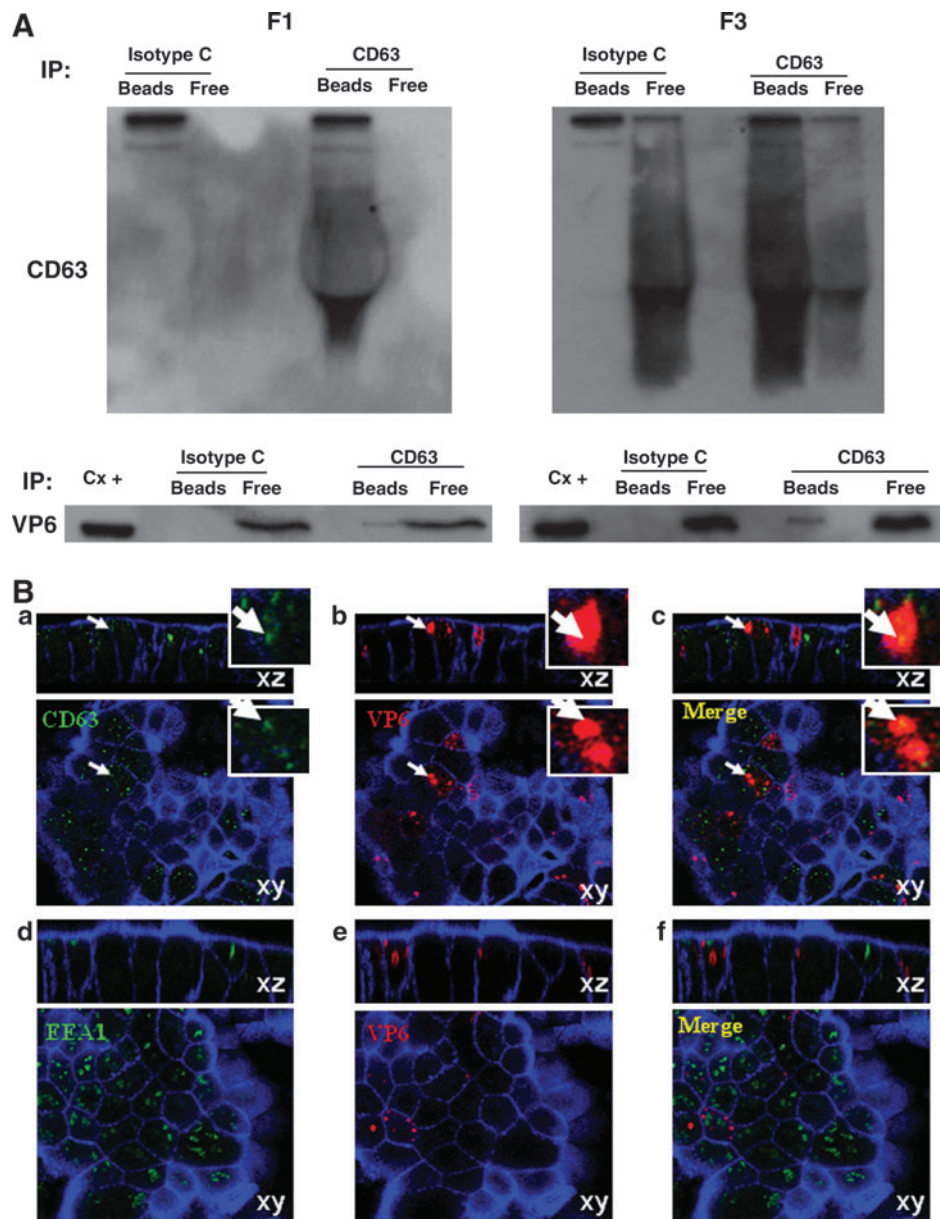 A
F1
F3
IP:
Isotype C
CD63
Beads Free
Beads Free
Isotype C
CD63
Beads Free
Beads Free
CD63
IP:
Cx +
Isotype C
CD63
Beads Free
Beads Free
Cx +
Isotype C
CD63
Beads Free
Beads Free
VP6
B
a
xz
b
xz
c
xz
CD63
xy
VP6
xy
Merge
xy
d
xz
e
xz
f
xz
EEA1
xy
VP6
xy
Merge
xy